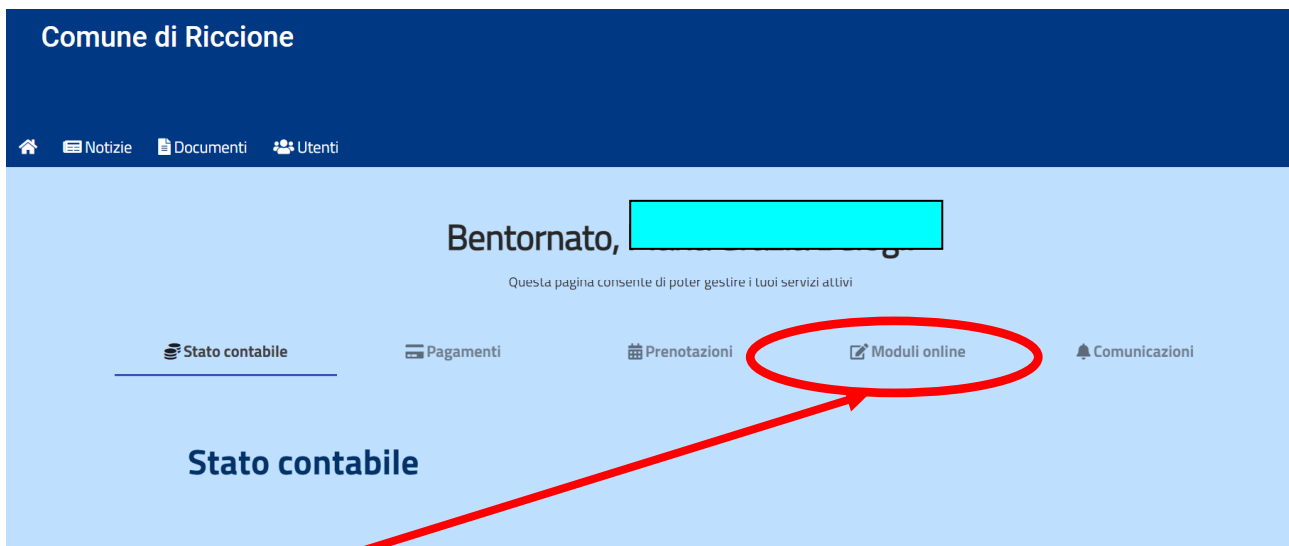 Comune di Riccione
Notizie Documenti Utenti
Bentornato,
Questa pagina consente di poter gestire i tuoi servizi attivi
Stato contabile Pagamenti Prenotazioni Moduli online Comunicazioni
Stato contabile